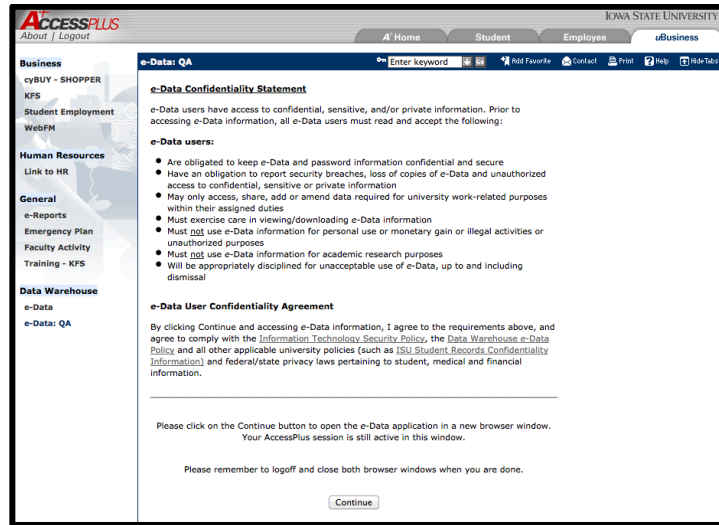 ACCESSPLUS
IOWA STATE UNIVERSITY
About | Logout
A+ Home
Student
Employee
uBusiness
e-Data: QA
Enter keyword
Go
Add Favorite
Contact
Print
Help
HideTabs
Business
cyBUY - SHOPPER
KFS
Student Employment
WebFM
Human Resources
Link to HR
General
e-Reports
Emergency Plan
Faculty Activity
Training - KFS
Data Warehouse
e-Data
e-Data: QA
e-Data Confidentiality Statement
e-Data users have access to confidential, sensitive, and/or private information. Prior to
accessing e-Data information, all e-Data users must read and accept the following:
e-Data users:
● Are obligated to keep e-Data and password information confidential and secure
● Have an obligation to report security breaches, loss of copies of e-Data and unauthorized
access to confidential, sensitive or private information
● May only access, share, add or amend data required for university work-related purposes
within their assigned duties
● Must exercise care in viewing/downloading e-Data information
● Must not use e-Data information for personal use or monetary gain or illegal activities or
unauthorized purposes
● Must not use e-Data information for academic research purposes
● Will be appropriately disciplined for unacceptable use of e-Data, up to and including
dismissal
e-Data User Confidentiality Agreement
By clicking Continue and accessing e-Data information, I agree to the requirements above, and
agree to comply with the Information Technology Security Policy, the Data Warehouse e-Data
Policy and all other applicable university policies (such as ISU Student Records Confidentiality
Information) and federal/state privacy laws pertaining to student, medical and financial
information.
Please click on the Continue button to open the e-Data application in a new browser window.
Your AccessPlus session is still active in this window.
Please remember to logoff and close both browser windows when you are done.
Continue